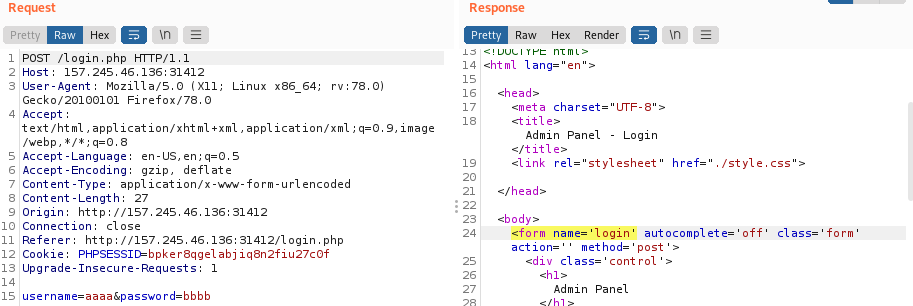 Request
Response
Pretty Raw Hex \n
Pretty Raw Hex Render \n
1 POST /login.php HTTP/1.1
2 Host: 157.245.46.136:31412
3 User-Agent: Mozilla/5.0 (X11; Linux x86_64; rv:78.0)
Gecko/20100101 Firefox/78.0
4 Accept:
text/html,application/xhtml+xml,application/xml;q=0.9,image
/webp,*/*;q=0.8
5 Accept-Language: en-US,en;q=0.5
6 Accept-Encoding: gzip, deflate
7 Content-Type: application/x-www-form-urlencoded
8 Content-Length: 27
9 Origin: http://157.245.46.136:31412
10 Connection: close
11 Referer: http://157.245.46.136:31412/login.php
12 Cookie: PHPSESSID=bpker8qgelabjiq8n2fiu27c0f
13 Upgrade-Insecure-Requests: 1
14
15 username=aaaa&password=bbbb
13 <!DOCTYPE html>
14 <html lang="en">
15
16 <head>
17 <meta charset="UTF-8">
18 <title>
Admin Panel - Login
</title>
19 <link rel="stylesheet" href="./style.css">
20
21 </head>
22
23 <body>
24 <form name='login' autocomplete='off' class='form'
action='' method='post'>
25 <div class='control'>
26 <h1>
27 Admin Panel
28 </h1>